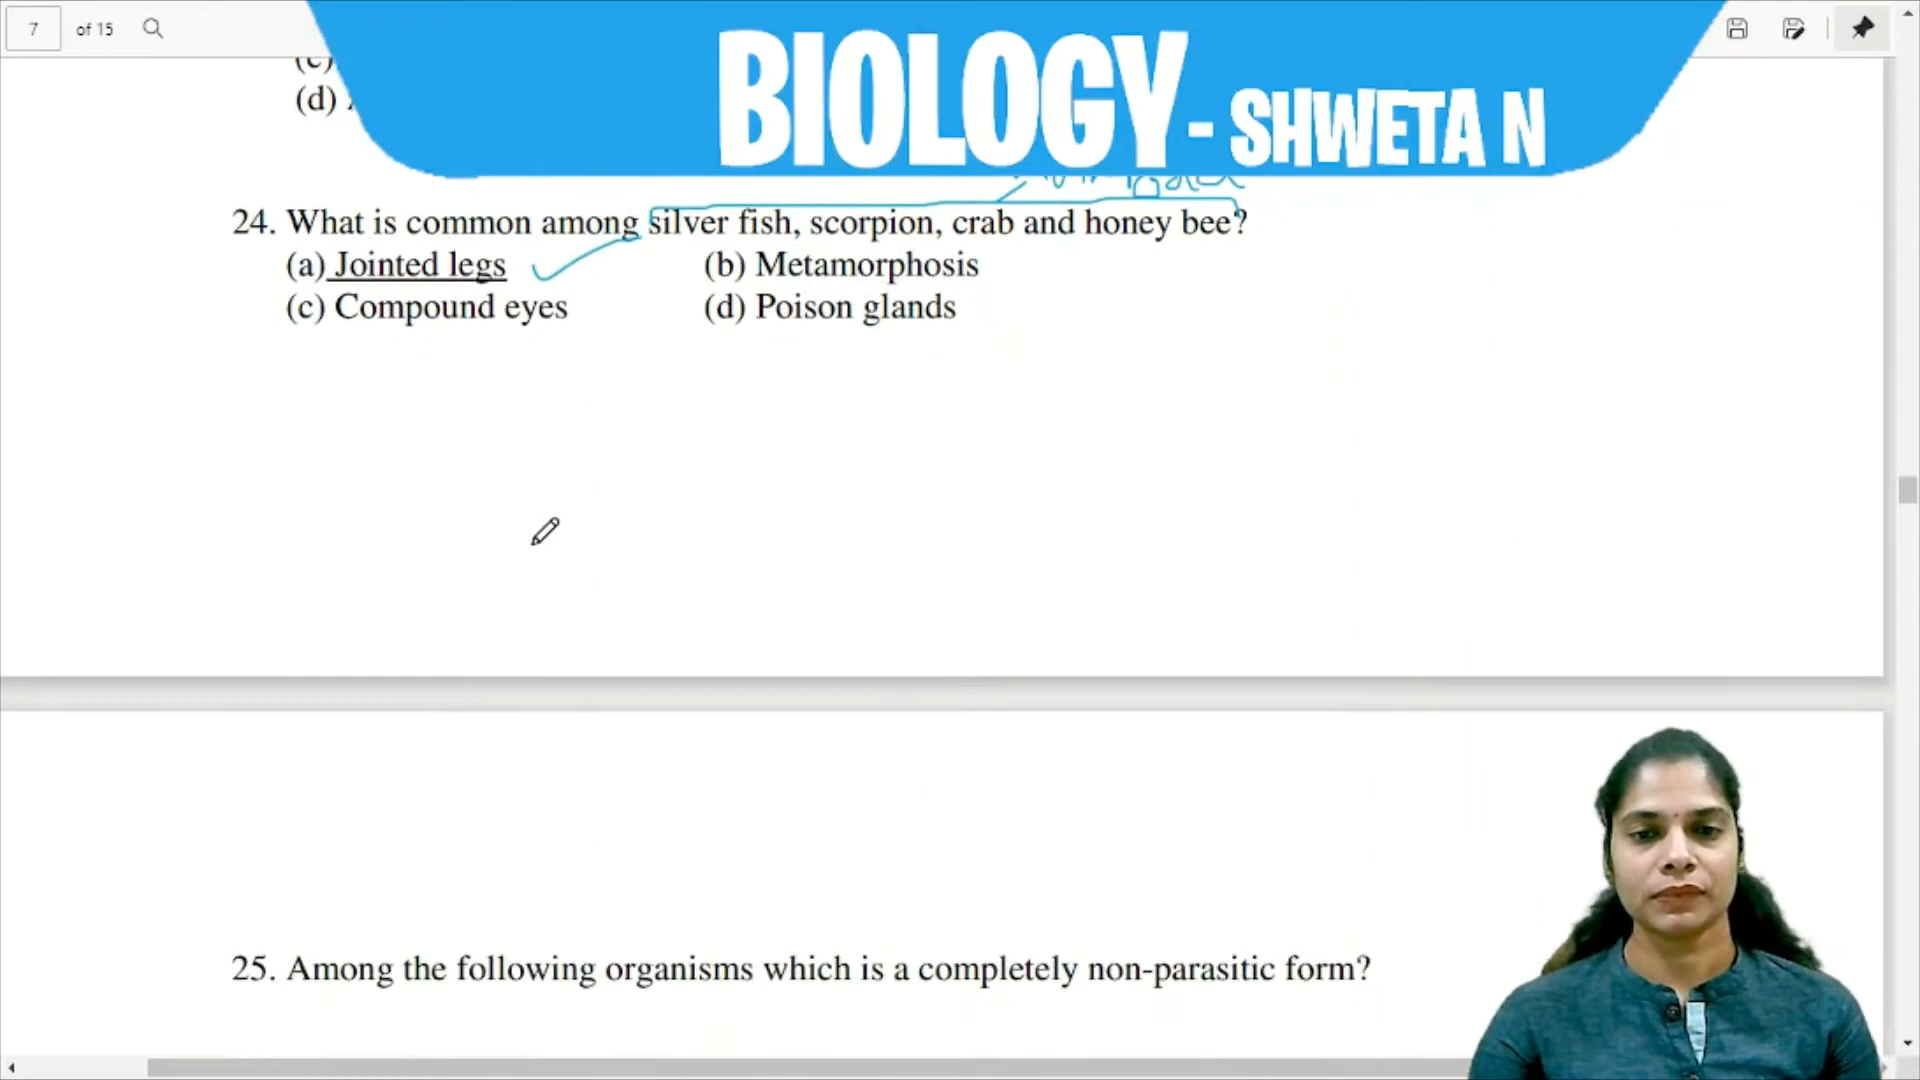 7 of 15
(c)
(d)
BIOLOGY - SHWETA N
24. What is common among silver fish, scorpion, crab and honey bee?
(a) Jointed legs (b) Metamorphosis
(c) Compound eyes (d) Poison glands
25. Among the following organisms which is a completely non-parasitic form?